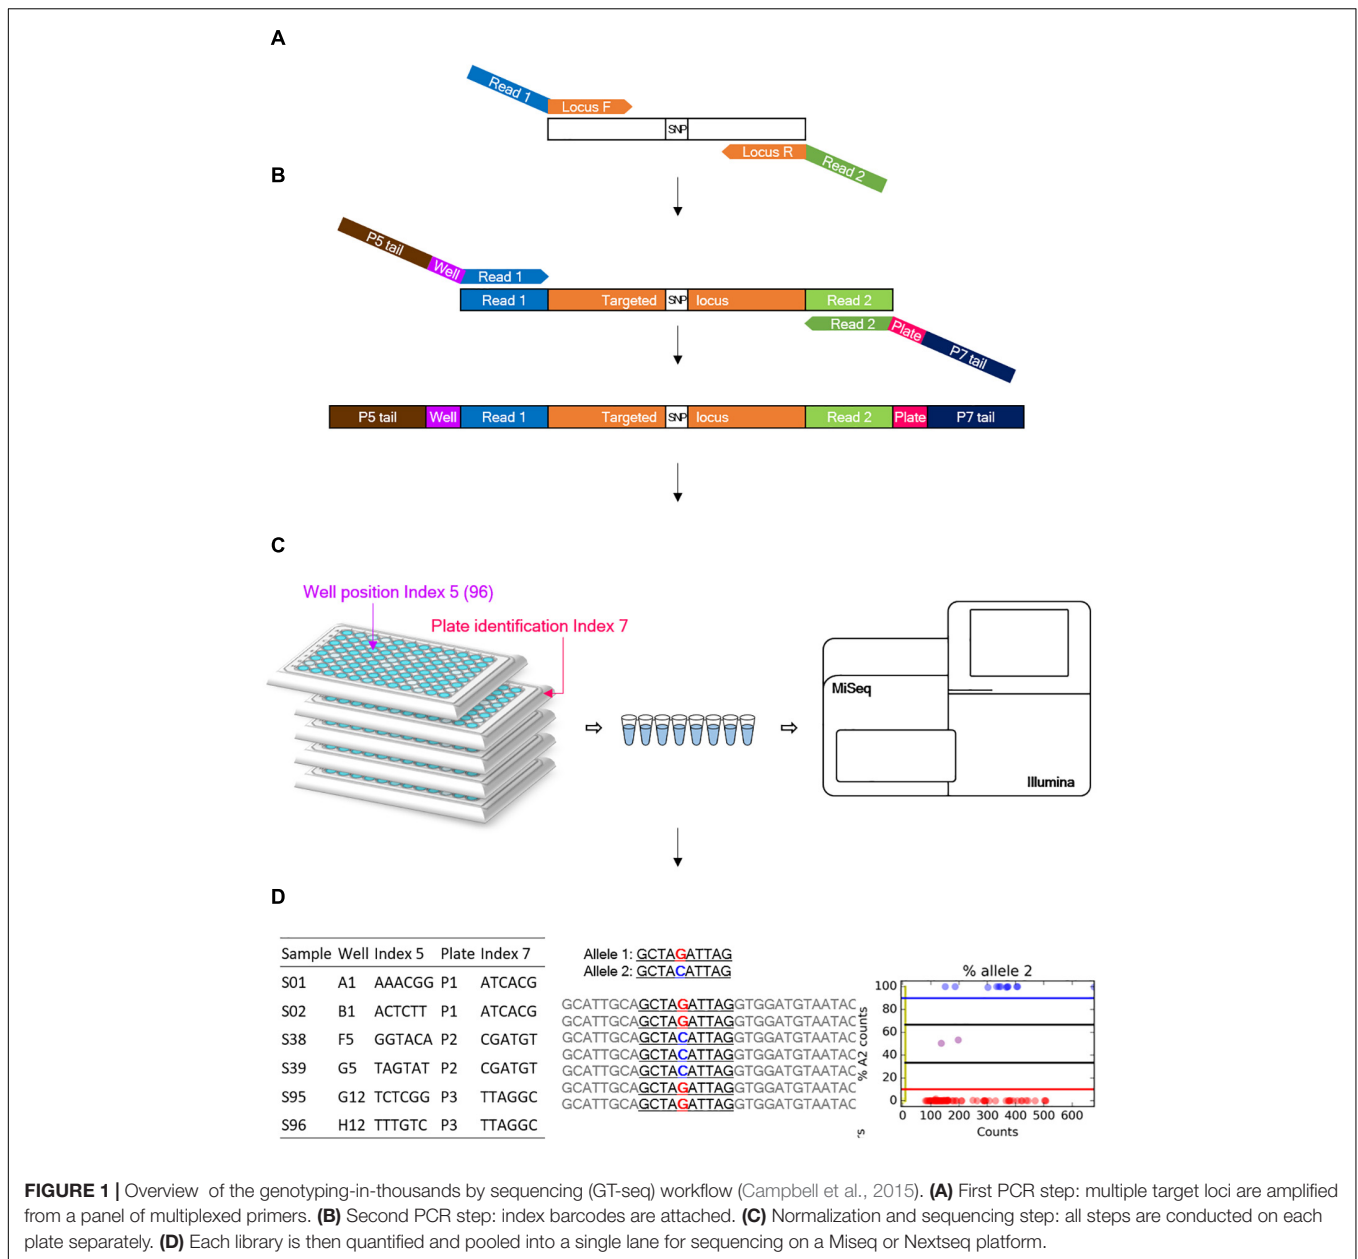 A
Read 1
Locus F
SNP
Locus R
Read 2
B
P5 tail
Well
Read 1
Read 1 Targeted SNP locus Read 2
Read 2
Plate
P7 tail
P5 tail Well Read 1 Targeted SNP locus Read 2 Plate P7 tail
C
Well position Index 5 (96)
Plate identification Index 7
MiSeq
Illumina
D
Sample Well Index 5 Plate Index 7
S01 A1 AAACGG P1 ATCACG
S02 B1 ACTCTT P1 ATCACG
S38 F5 GGTACA P2 CGATGT
S39 G5 TAGTAT P2 CGATGT
S95 G12 TCTCGG P3 TTAGGC
S96 H12 TTTGTC P3 TTAGGC
Allele 1: GCTAGATTAG
Allele 2: GCTACATTAG
GCATTGCAGCTAGATTAGGTGGATGTAATAC
GCATTGCAGCTAGATTAGGTGGATGTAATAC
GCATTGCAGCTACATTAGGTGGATGTAATAC
GCATTGCAGCTACATTAGGTGGATGTAATAC
GCATTGCAGCTACATTAGGTGGATGTAATAC
GCATTGCAGCTAGATTAGGTGGATGTAATAC
GCATTGCAGCTAGATTAGGTGGATGTAATAC
% allele 2
% A2 counts
100
80
60
40
20
0
0 100 200 300 400 500 600
Counts
FIGURE 1 | Overview of the genotyping-in-thousands by sequencing (GT-seq) workflow (Campbell et al., 2015). (A) First PCR step: multiple target loci are amplified
from a panel of multiplexed primers. (B) Second PCR step: index barcodes are attached. (C) Normalization and sequencing step: all steps are conducted on each
plate separately. (D) Each library is then quantified and pooled into a single lane for sequencing on a Miseq or Nextseq platform.